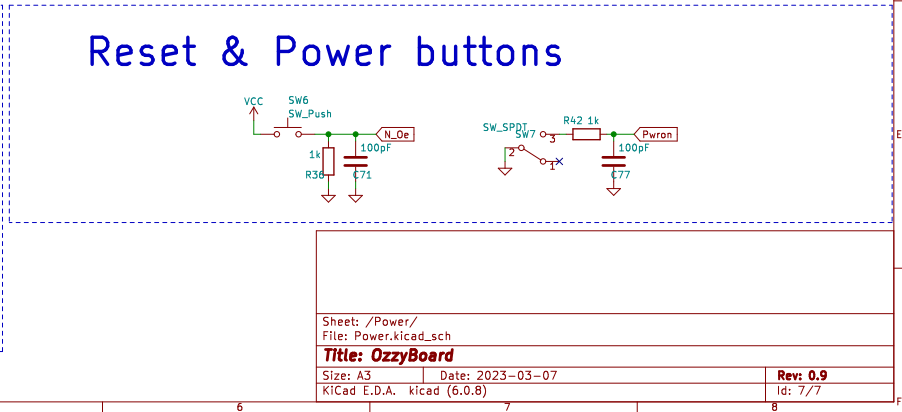 Reset & Power buttons
VCC
SW6
SW_Push
N_Oe
1k
R36
100pF
C71
SW_SPDT
SW7
R42 1k
3
2
1
Pwron
100pF
C77
E
Sheet: /Power/
File: Power.kicad_sch
Title: OzzyBoard
Size: A3 Date: 2023-03-07 Rev: 0.9
KiCad E.D.A. kicad (6.0.8) Id: 7/7
6 7 8
F